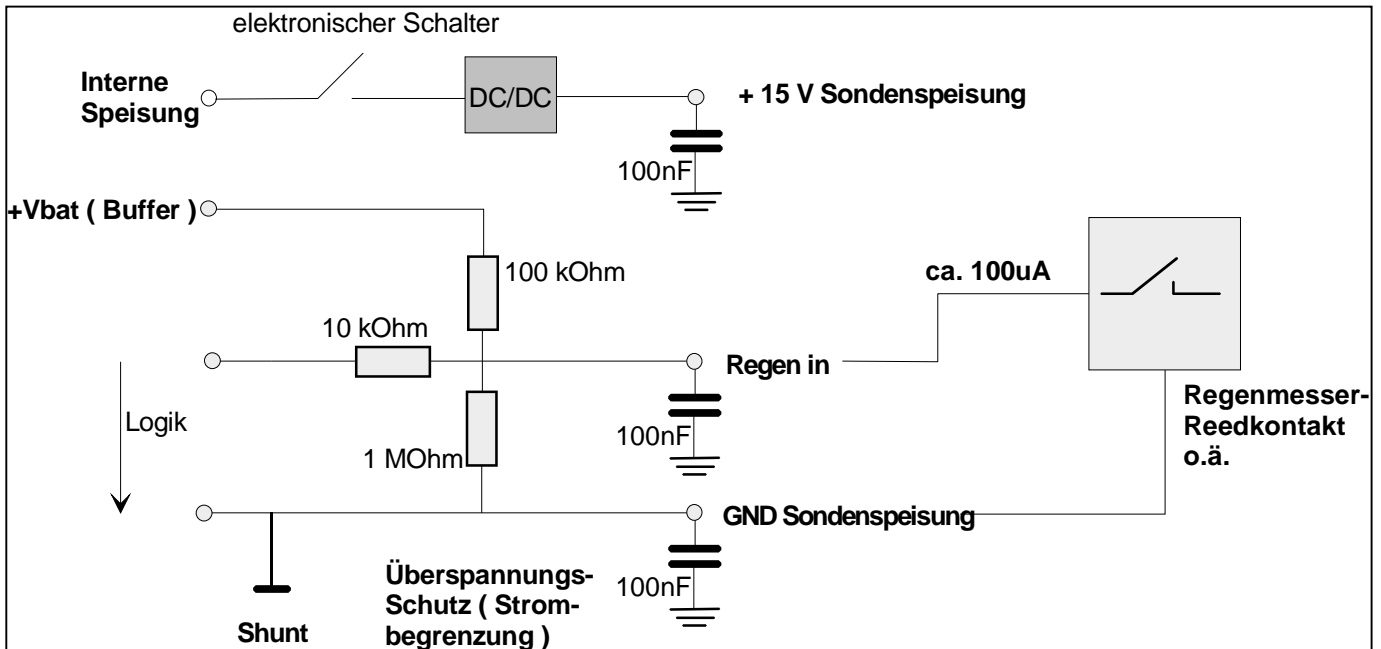 elektronischer Schalter
Interne
Speisung
DC/DC
+ 15 V Sondenspeisung
100nF
+Vbat ( Buffer )
100 kOhm
ca. 100uA
10 kOhm
Regen in
Logik
1 MOhm
100nF
Regenmesser-
Reedkontakt
o.ä.
GND Sondenspeisung
Überspannungs-
Schutz ( Strom-
begrenzung )
100nF
Shunt